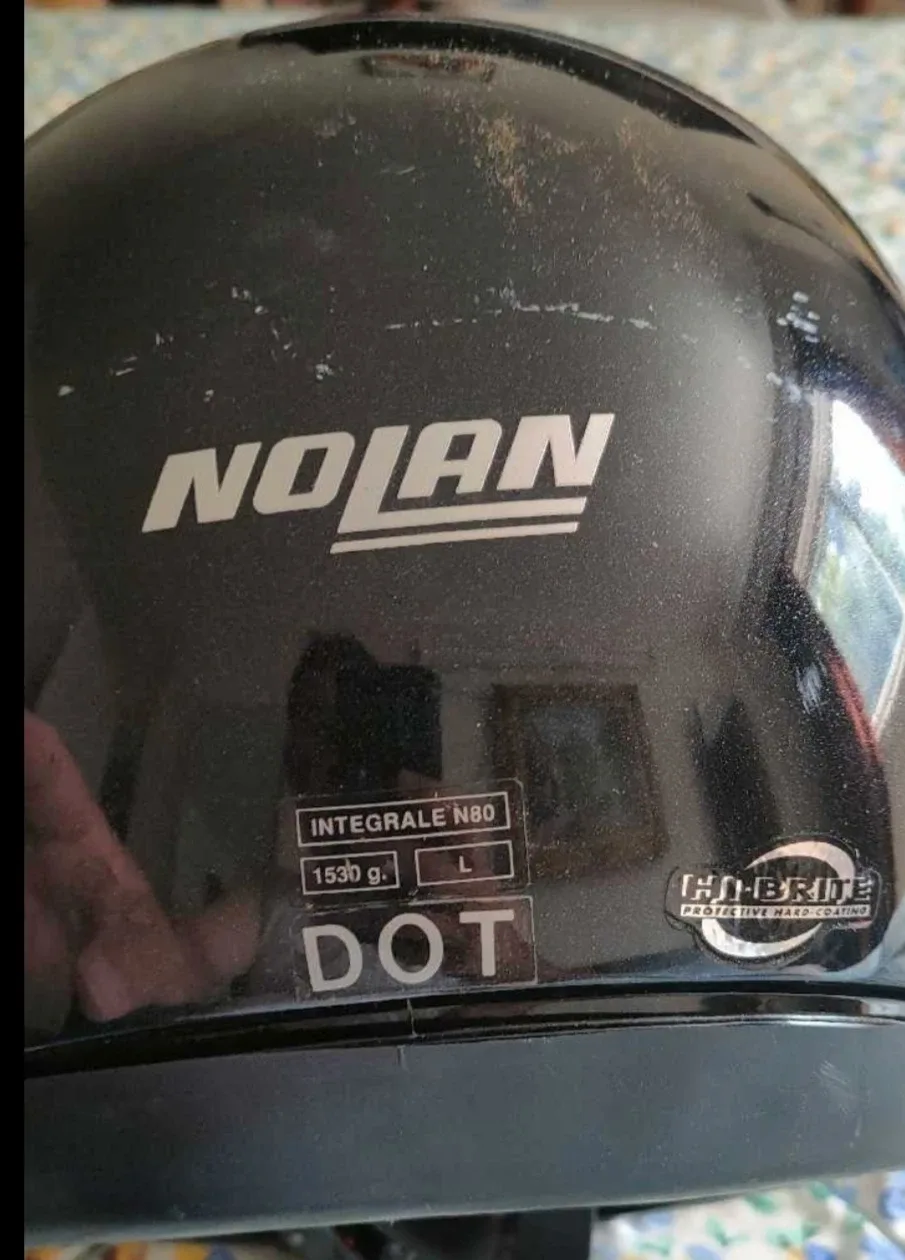 NOLAN
INTEGRALE N80
1530 g. L
DOT
HI-BRITE
PROTECTIVE HARD-COATING